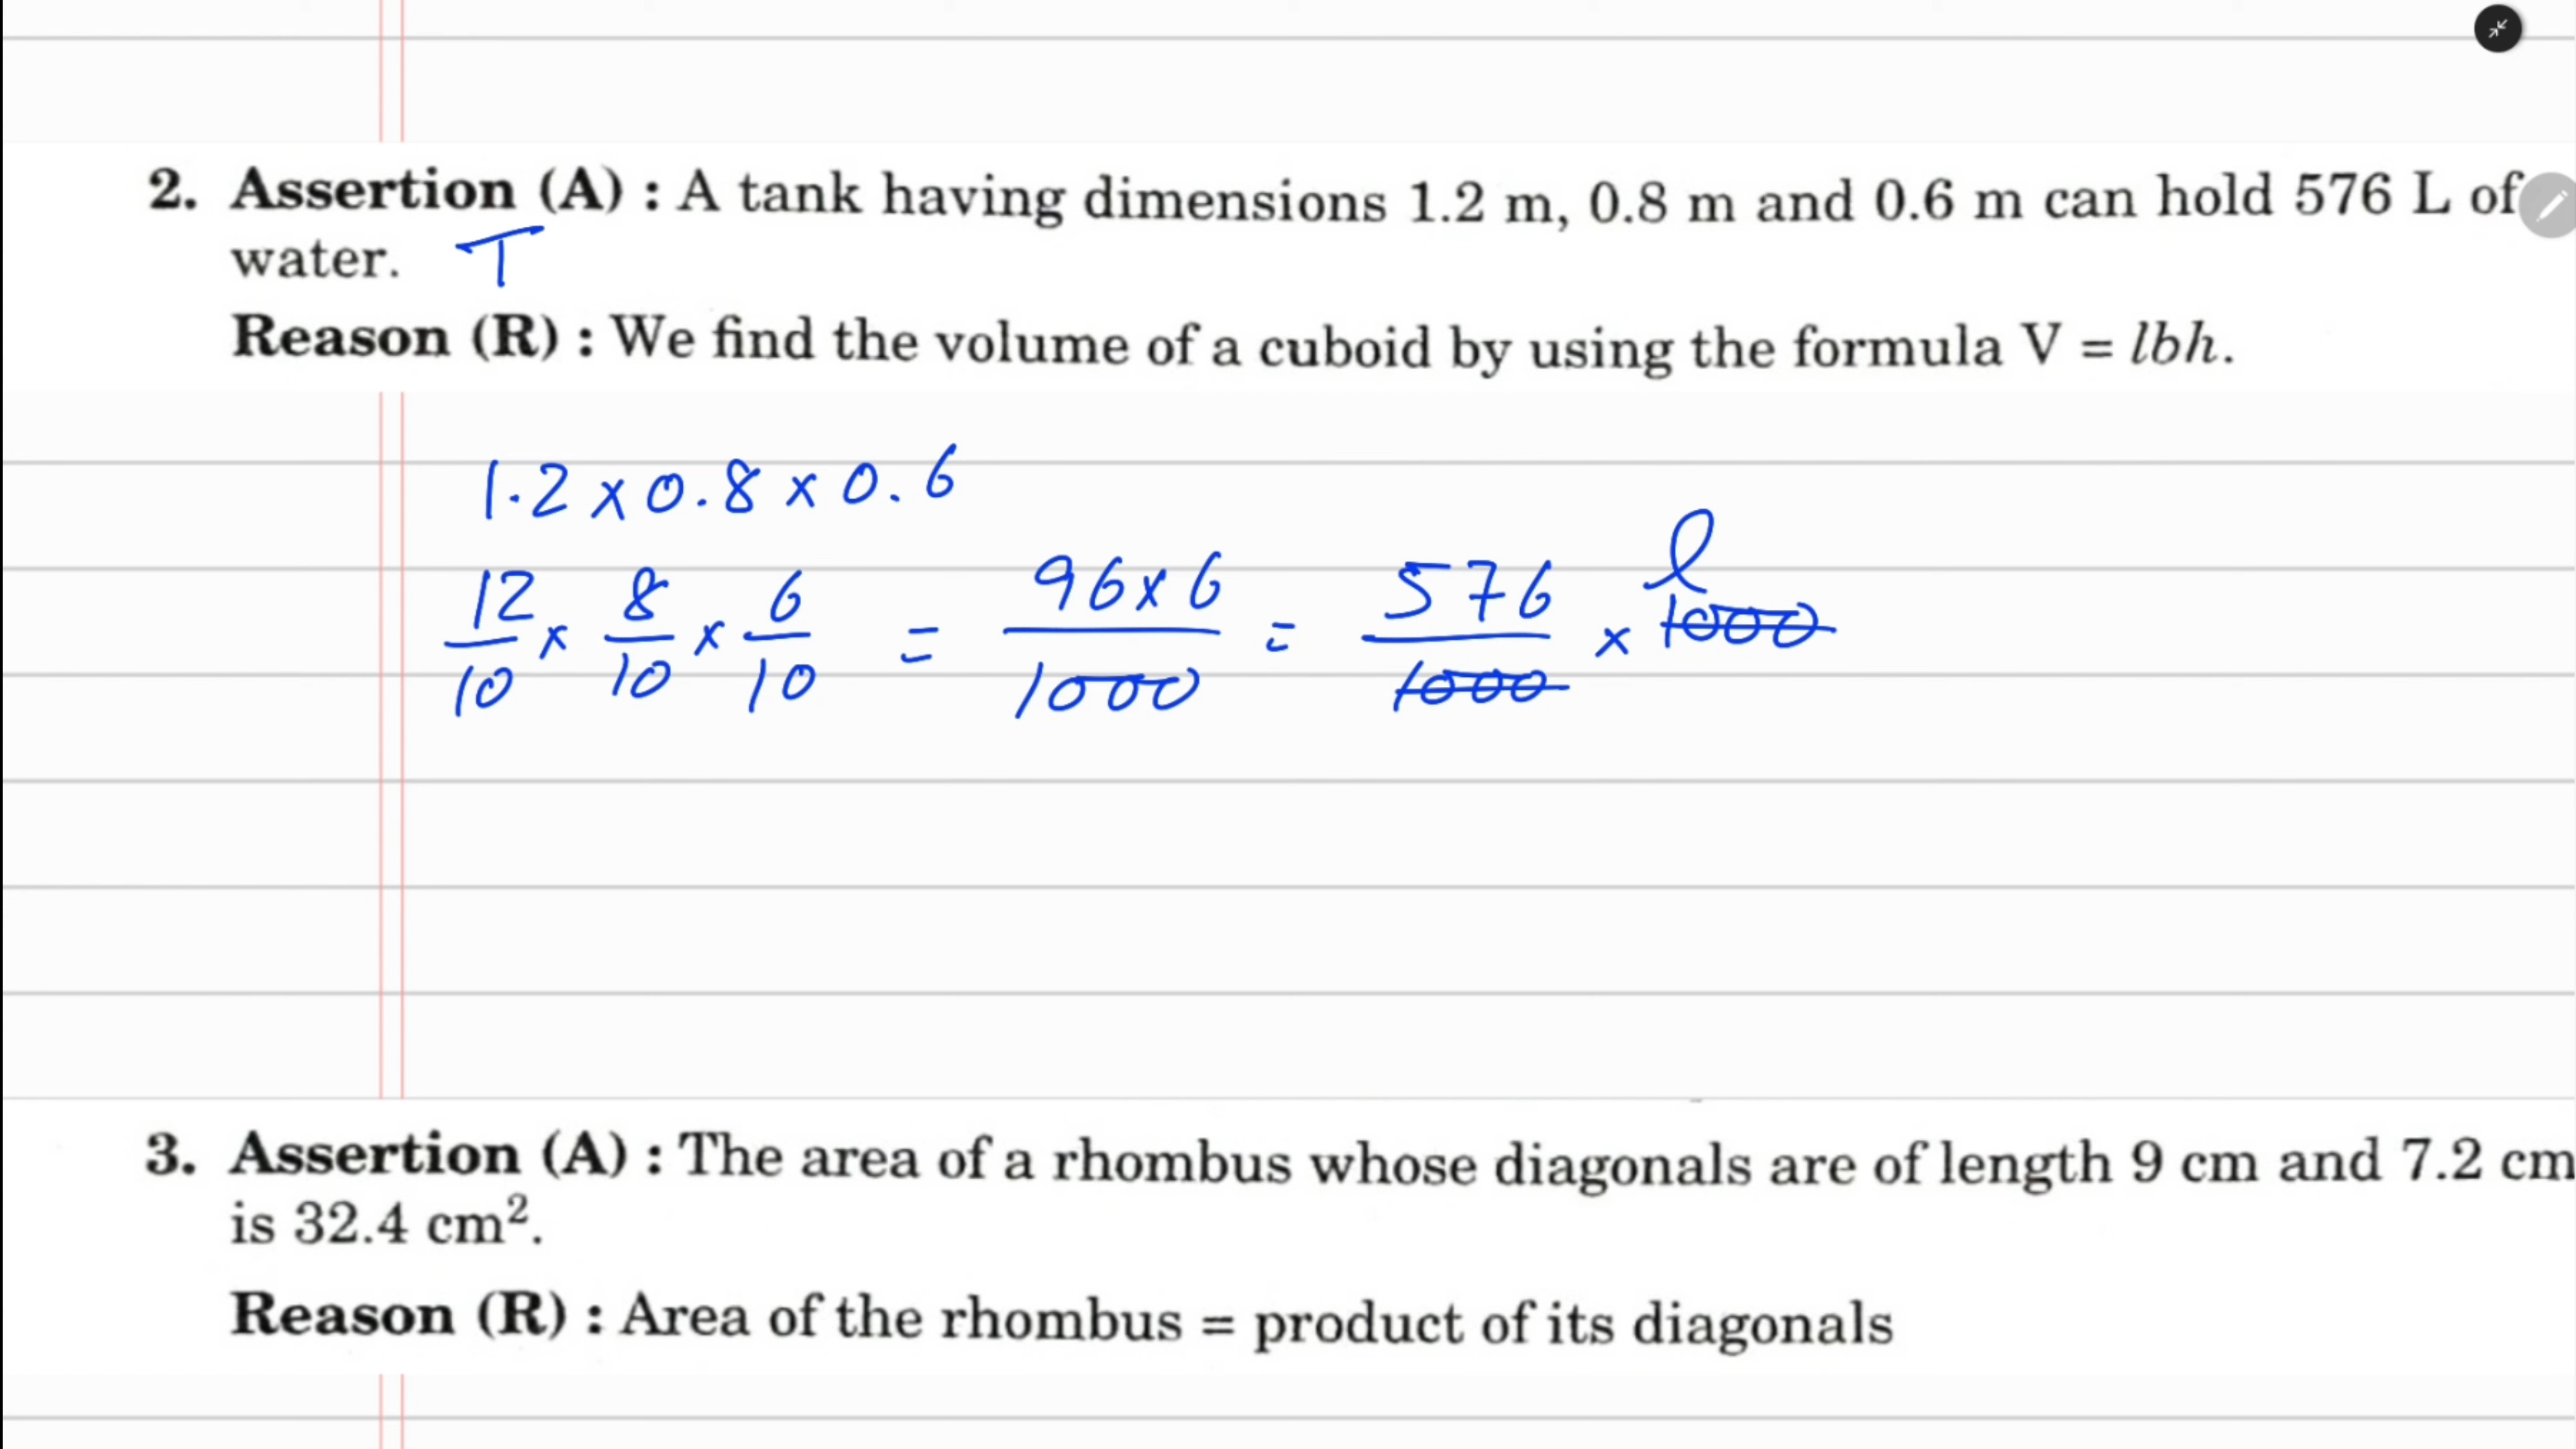 2. Assertion (A) : A tank having dimensions 1.2 m, 0.8 m and 0.6 m can hold 576 L of
water. T
Reason (R) : We find the volume of a cuboid by using the formula V = lbh.
1.2 x 0.8 x 0.6
12/10 x 8/10 x 6/10 = 96 x 6/1000 = 576/1000 x 1000 l
3. Assertion (A) : The area of a rhombus whose diagonals are of length 9 cm and 7.2 cm
is 32.4 cm².
Reason (R) : Area of the rhombus = product of its diagonals